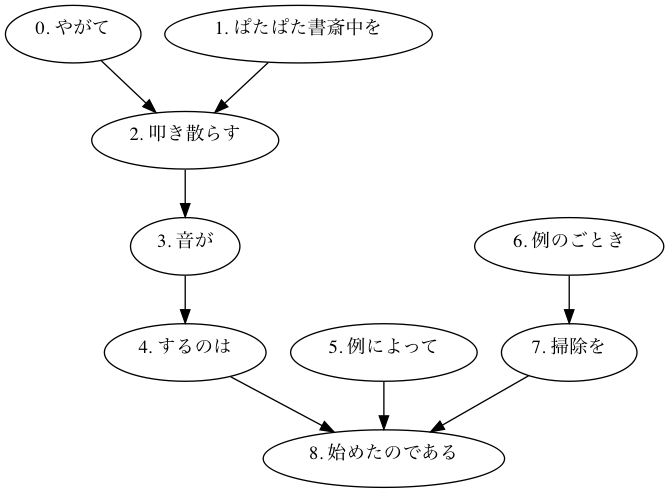 0. やがて
1. ぱたぱた書斎中を
2. 叩き散らす
3. 音が
6. 例のごとき
4. するのは
5. 例によって
7. 掃除を
8. 始めたのである